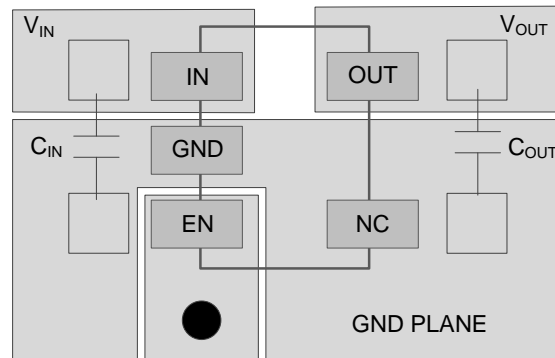 V_IN
V_OUT
IN
OUT
C_IN
GND
C_OUT
EN
NC
GND PLANE